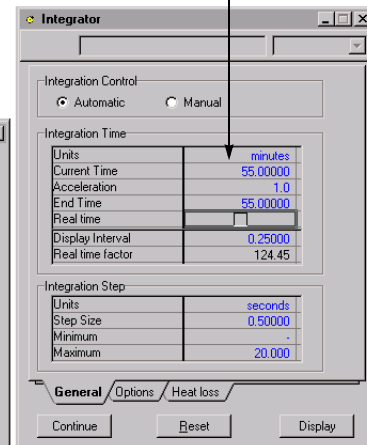 Integrator
Integration Control
Automatic Manual
Integration Time
Units minutes
Current Time 55.00000
Acceleration 1.0
End Time 55.00000
Real time
Display Interval 0.25000
Real time factor 124.45
Integration Step
Units seconds
Step Size 0.50000
Minimum -
Maximum 20.000
General Options Heat loss
Continue Reset Display